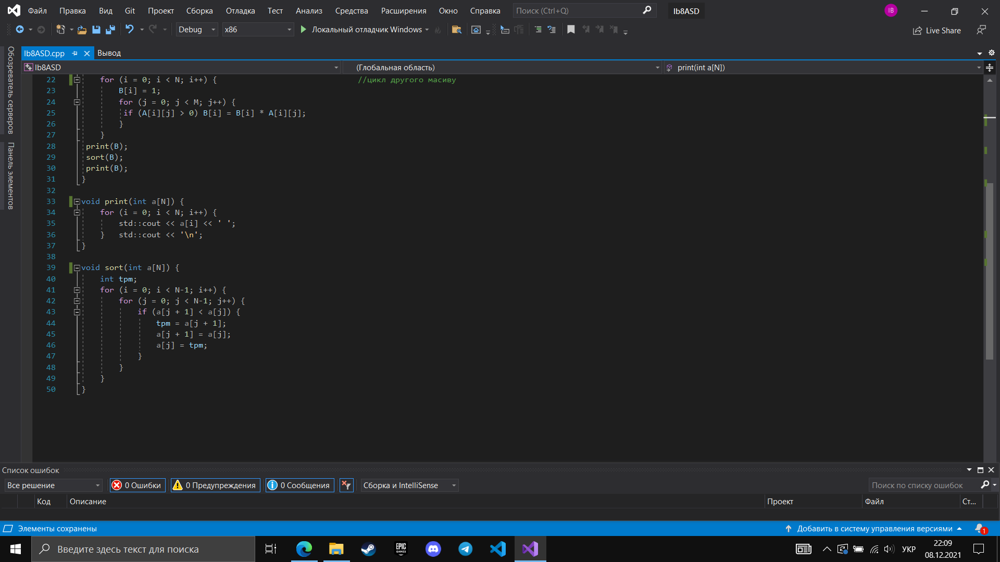 Файл Правка Вид Git Проект Сборка Отладка Тест Анализ Средства Расширения Окно Справка Поиск (Ctrl+Q) lb8ASD IB
Debug x86 Локальный отладчик Windows Live Share
Обозреватель серверов
Панель элементов
lb8ASD.cpp Вывод
lb8ASD (Глобальная область) print(int a[N])
22 for (i = 0; i < N; i++) { //цикл другого масиву
23 B[i] = 1;
24 for (j = 0; j < M; j++) {
25 if (A[i][j] > 0) B[i] = B[i] * A[i][j];
26 }
27 }
28 print(B);
29 sort(B);
30 print(B);
31 }
32
33 void print(int a[N]) {
34 for (i = 0; i < N; i++) {
35 std::cout << a[i] << ' ';
36 } std::cout << '\n';
37 }
38
39 void sort(int a[N]) {
40 int tpm;
41 for (i = 0; i < N-1; i++) {
42 for (j = 0; j < N-1; j++) {
43 if (a[j + 1] < a[j]) {
44 tpm = a[j + 1];
45 a[j + 1] = a[j];
46 a[j] = tpm;
47 }
48 }
49 }
50 }
Список ошибок
Все решение 0 Ошибки 0 Предупреждения 0 Сообщения Сборка и IntelliSense Поиск по списку ошибок
Код Описание Проект Файл Ст...
Элементы сохранены Добавить в систему управления версиями 1
Введите здесь текст для поиска EPIC GAMES УКР 22:09
08.12.2021